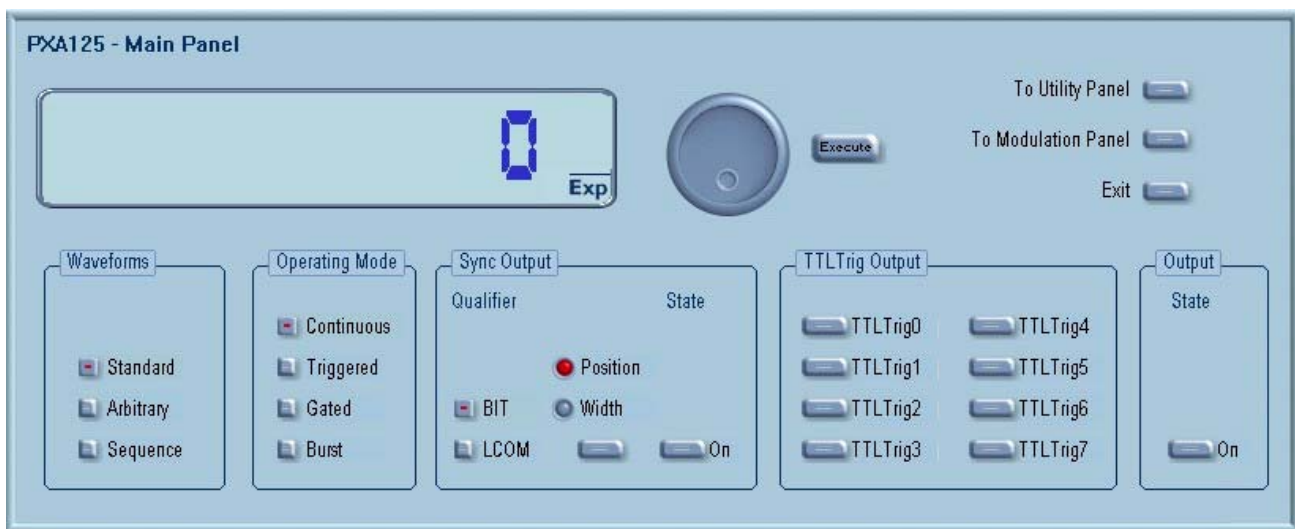 PXA125 - Main Panel
0
Exp
Execute
To Utility Panel
To Modulation Panel
Exit
Waveforms
Standard
Arbitrary
Sequence
Operating Mode
Continuous
Triggered
Gated
Burst
Sync Output
Qualifier
State
Position
BIT
Width
LCOM
On
TTLTrig Output
TTLTrig0
TTLTrig4
TTLTrig1
TTLTrig5
TTLTrig2
TTLTrig6
TTLTrig3
TTLTrig7
Output
State
On